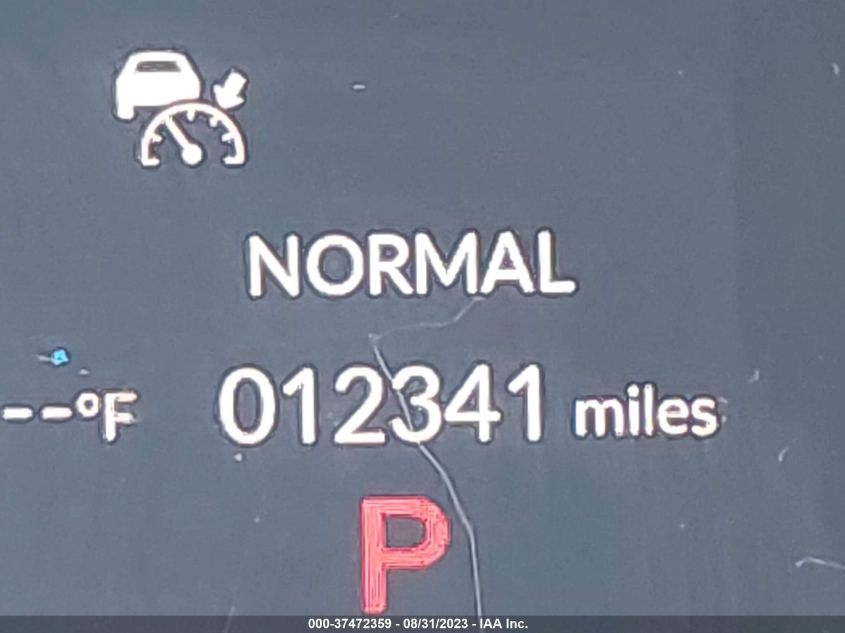 NORMAL
--°F 012341 miles
P
000-37472359 - 08/31/2023 - IAA Inc.